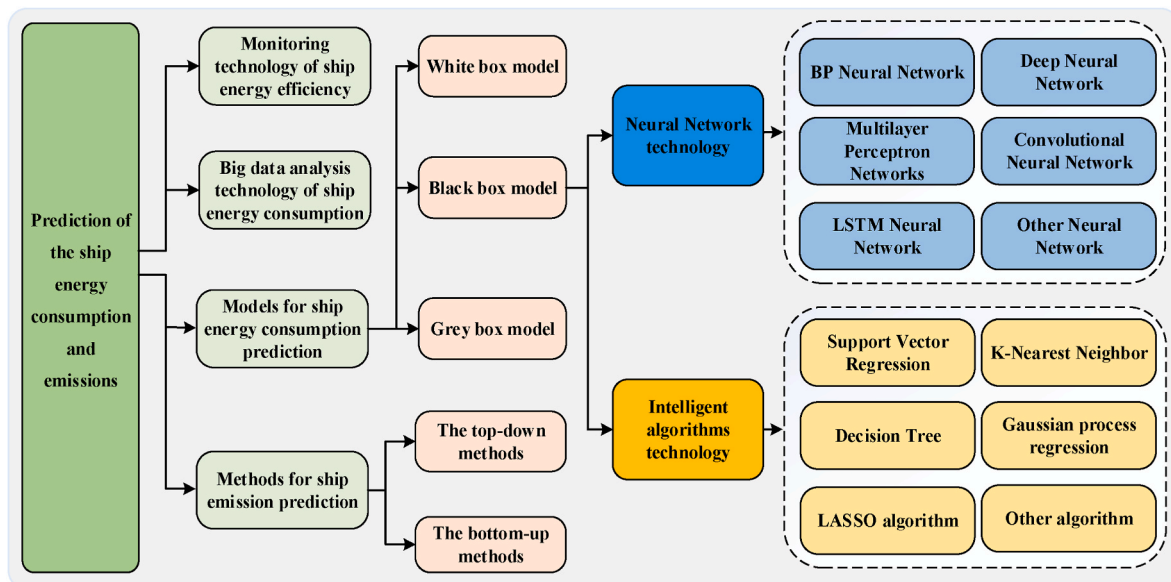 Prediction of
the ship
energy
consumption
and
emissions
Monitoring
technology of ship
energy efficiency
Big data analysis
technology of ship
energy consumption
Models for ship
energy consumption
prediction
Methods for ship
emission prediction
White box model
Black box model
Grey box model
The top-down
methods
The bottom-up
methods
Neural Network
technology
Intelligent
algorithms
technology
BP Neural Network
Deep Neural
Network
Multilayer
Perceptron
Networks
Convolutional
Neural Network
LSTM Neural
Network
Other Neural
Network
Support Vector
Regression
K-Nearest Neighbor
Decision Tree
Gaussian process
regression
LASSO algorithm
Other algorithm